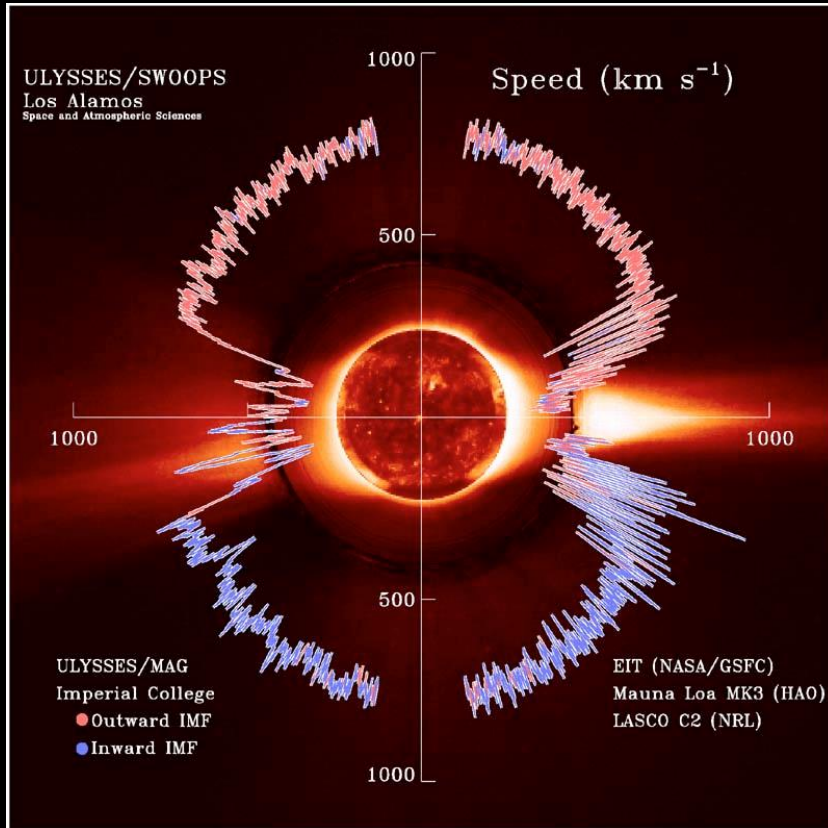 ULYSSES/SWOOPS
Los Alamos
Space and Atmospheric Sciences
Speed (km s⁻¹)
1000
500
1000
1000
500
1000
ULYSSES/MAG
Imperial College
Outward IMF
Inward IMF
EIT (NASA/GSFC)
Mauna Loa MK3 (HAO)
LASCO C2 (NRL)